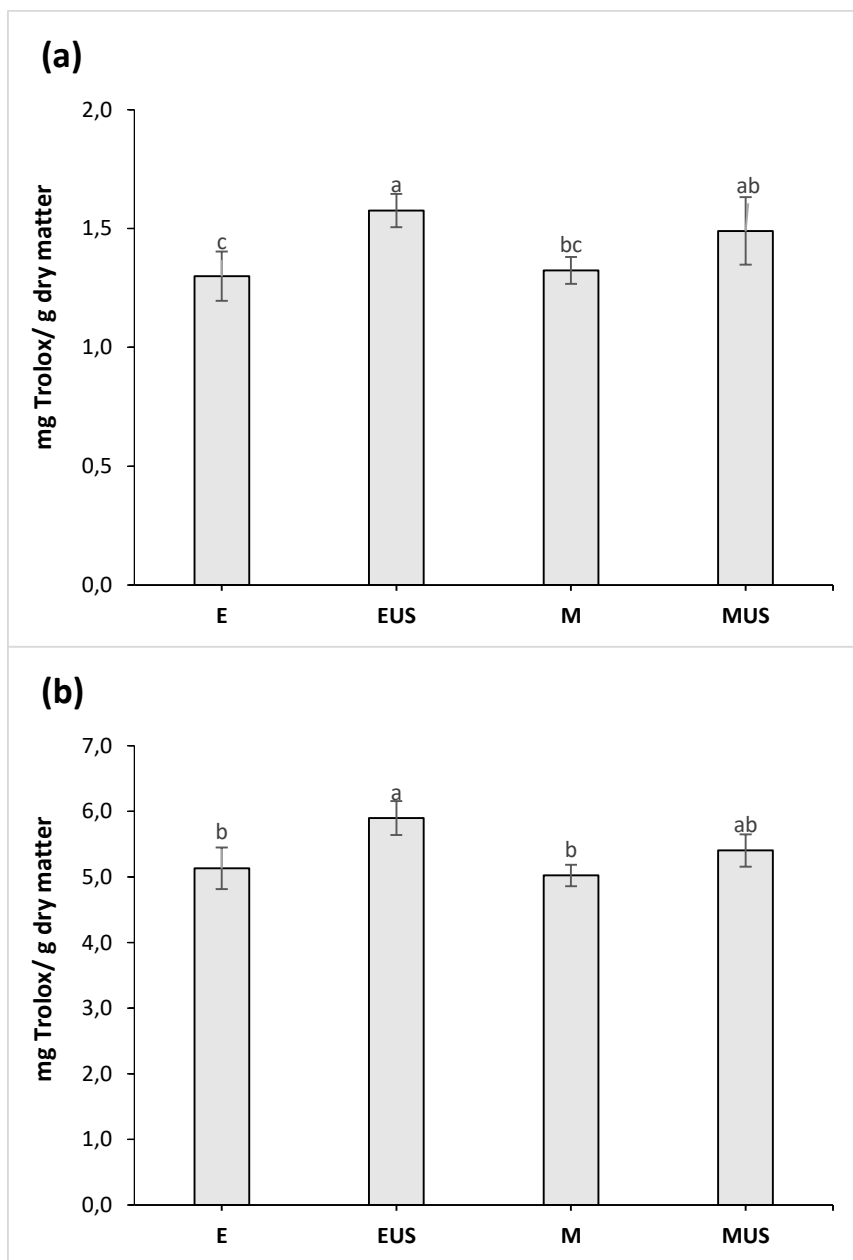 (a)
mg Trolox/ g dry matter
2,0
1,5
1,0
0,5
0,0
c
a
bc
ab
E EUS M MUS
(b)
mg Trolox/ g dry matter
7,0
6,0
5,0
4,0
3,0
2,0
1,0
0,0
b
a
b
ab
E EUS M MUS